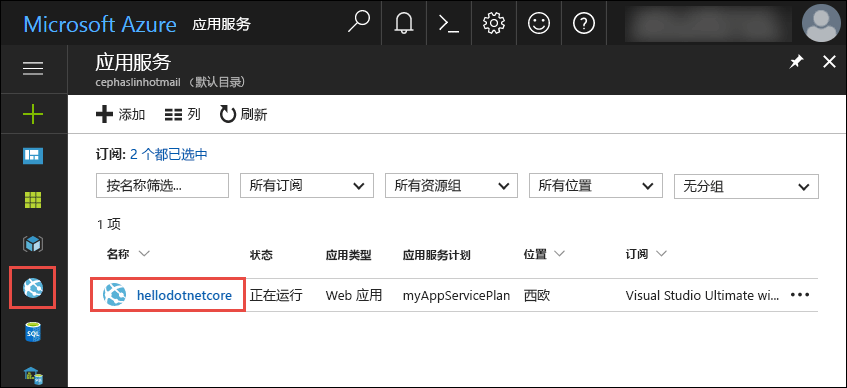 Microsoft Azure 应用服务
应用服务
cephaslinhotmail （默认目录）
添加 列 刷新
订阅: 2 个都已选中
按名称筛选... 所有订阅 所有资源组 所有位置 无分组
1 项
名称 状态 应用类型 应用服务计划 位置 订阅
hellodotnetcore 正在运行 Web 应用 myAppServicePlan 西欧 Visual Studio Ultimate wi...
SQL